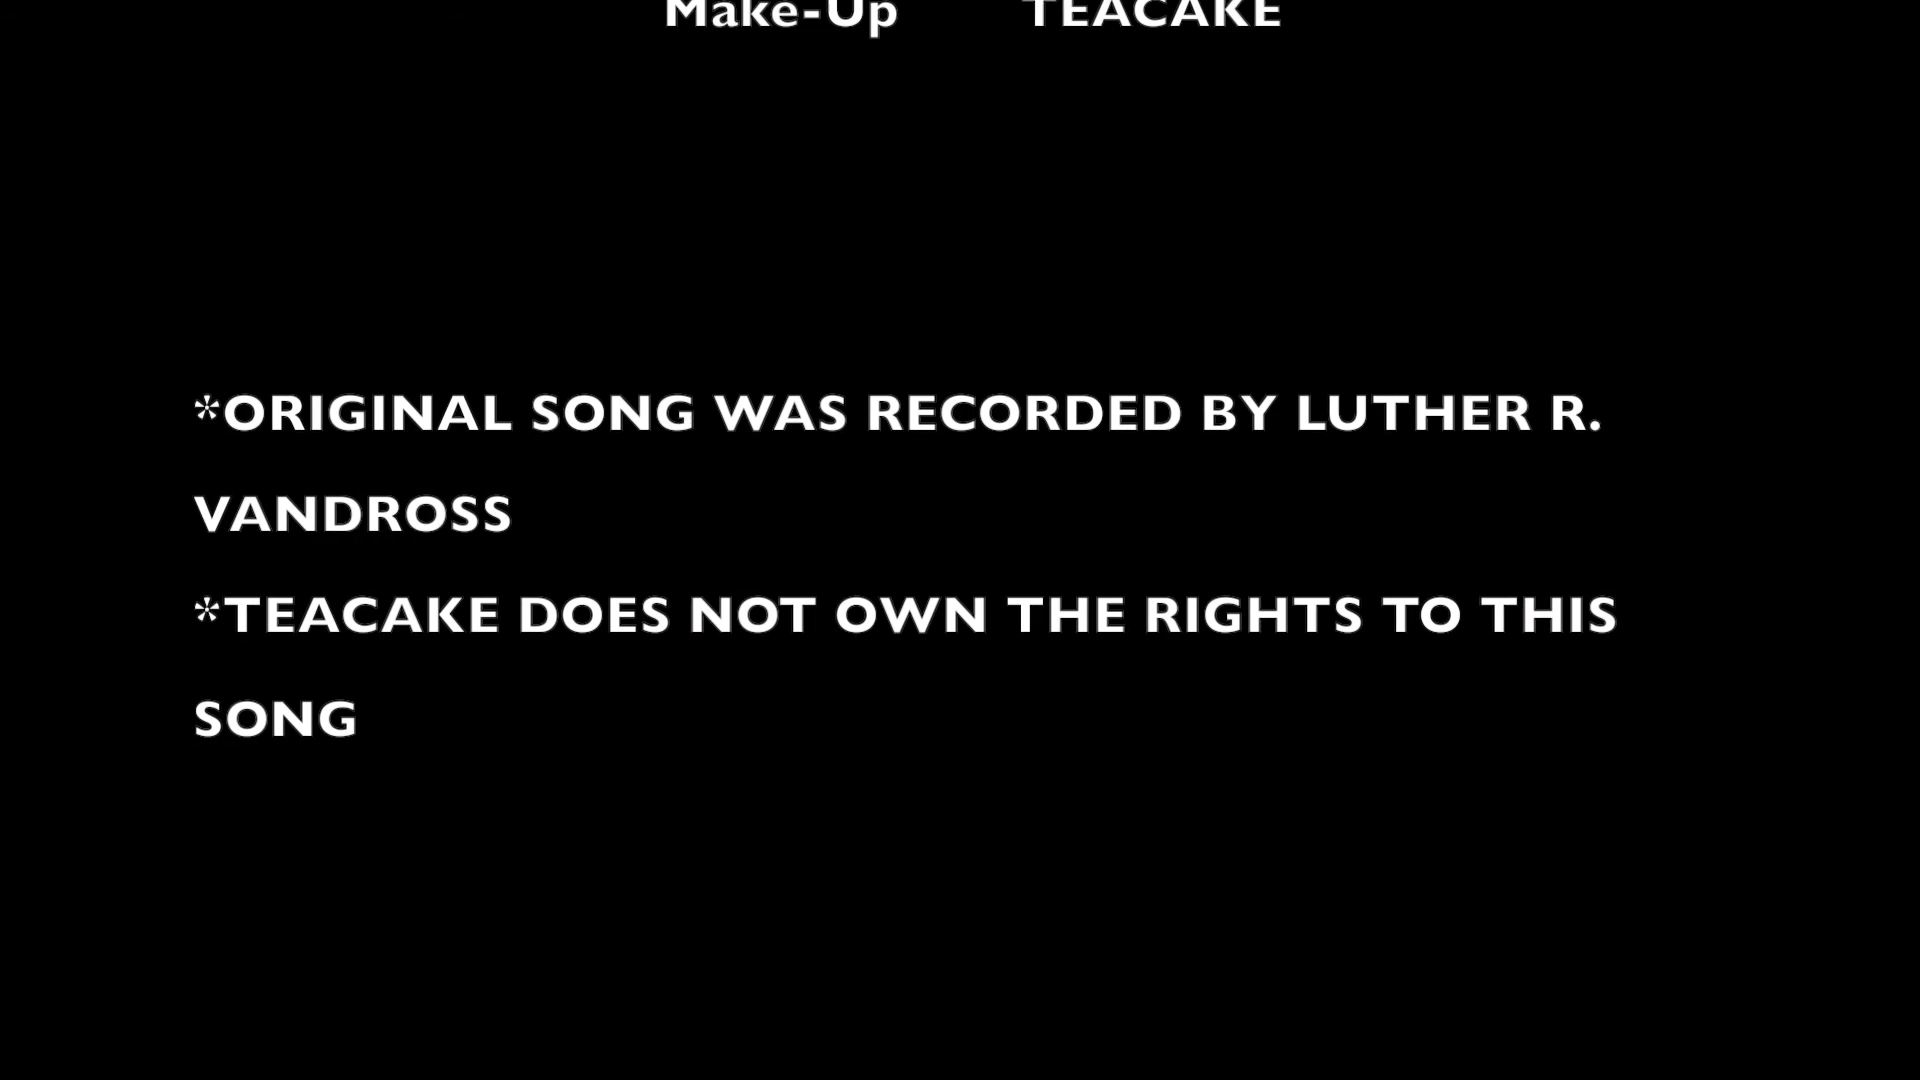 Make-Up TEACAKE
*ORIGINAL SONG WAS RECORDED BY LUTHER R.
VANDROSS
*TEACAKE DOES NOT OWN THE RIGHTS TO THIS
SONG